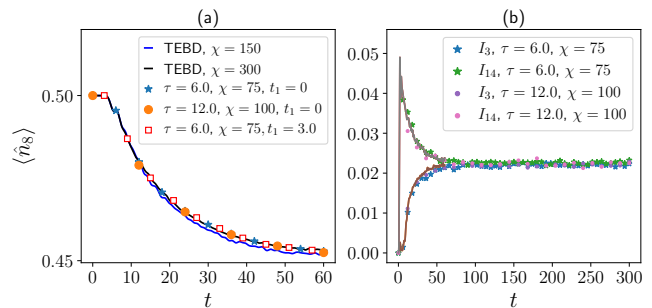 (a)
(b)
TEBD, χ = 150
TEBD, χ = 300
τ = 6.0, χ = 75, t₁ = 0
τ = 12.0, χ = 100, t₁ = 0
τ = 6.0, χ = 75, t₁ = 3.0
I₃, τ = 6.0, χ = 75
I₁₄, τ = 6.0, χ = 75
I₃, τ = 12.0, χ = 100
I₁₄, τ = 12.0, χ = 100
⟨n̂₈⟩
0.50
0.45
0 10 20 30 40 50 60
t
0.05
0.04
0.03
0.02
0.01
0.00
0 50 100 150 200 250 300
t